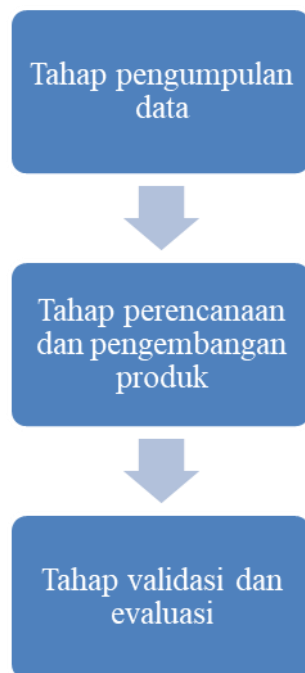 Tahap pengumpulan
data
Tahap perencanaan
dan pengembangan
produk
Tahap validasi dan
evaluasi